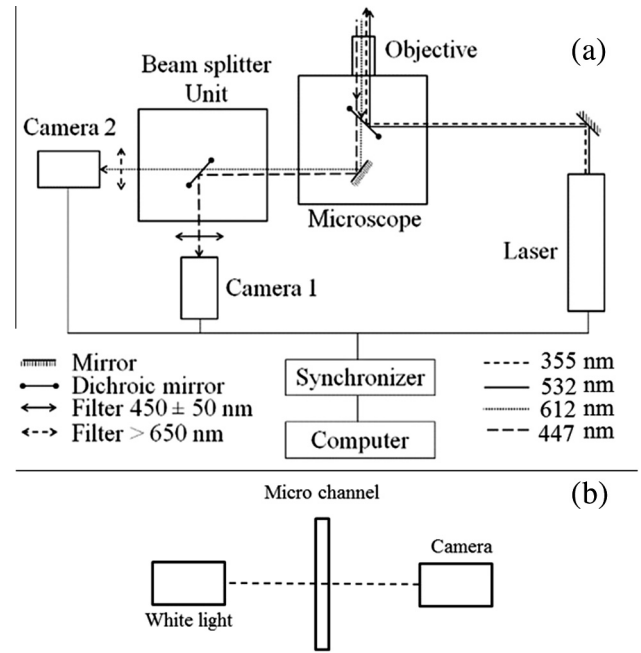 Objective
(a)
Beam splitter
Unit
Camera 2
Microscope
Laser
Camera 1
Mirror
Dichroic mirror
Filter 450 ± 50 nm
Filter > 650 nm
Synchronizer
Computer
355 nm
532 nm
612 nm
447 nm
(b)
Micro channel
Camera
White light